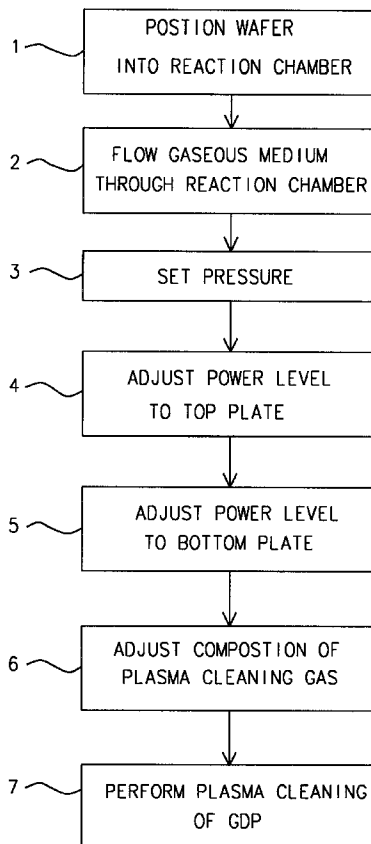 1
POSTION WAFER
INTO REACTION CHAMBER
2
FLOW GASEOUS MEDIUM
THROUGH REACTION CHAMBER
3
SET PRESSURE
4
ADJUST POWER LEVEL
TO TOP PLATE
5
ADJUST POWER LEVEL
TO BOTTOM PLATE
6
ADJUST COMPOSTION OF
PLASMA CLEANING GAS
7
PERFORM PLASMA CLEANING
OF GDP